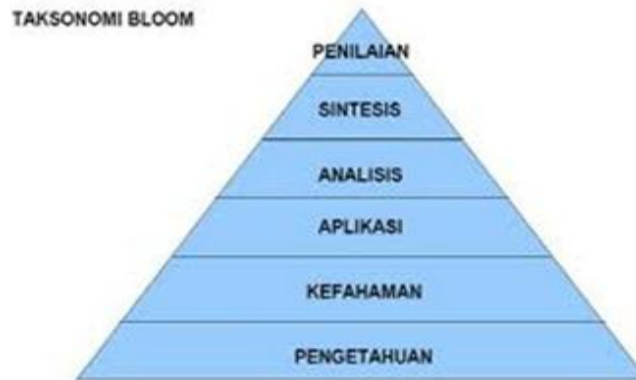 TAKSONOMI BLOOM
PENILAIAN
SINTESIS
ANALISIS
APLIKASI
KEFAHAMAN
PENGETAHUAN